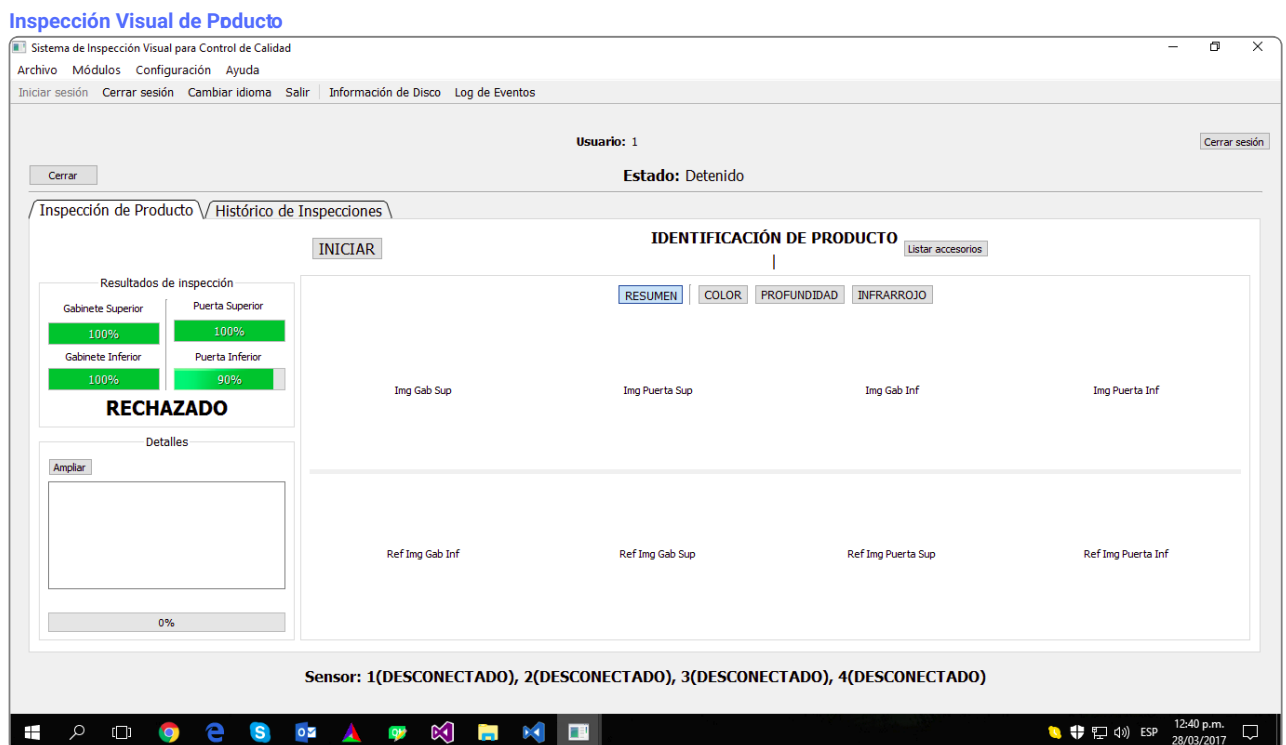 Inspección Visual de Poducto
Sistema de Inspección Visual para Control de Calidad
Archivo Módulos Configuración Ayuda
Iniciar sesión Cerrar sesión Cambiar idioma Salir Información de Disco Log de Eventos
Usuario: 1
Cerrar sesión
Cerrar
Estado: Detenido
Inspección de Producto Histórico de Inspecciones
INICIAR
IDENTIFICACIÓN DE PRODUCTO
Listar accesorios
Resultados de inspección
Gabinete Superior Puerta Superior
100% 100%
Gabinete Inferior Puerta Inferior
100% 90%
RECHAZADO
RESUMEN COLOR PROFUNDIDAD INFRARROJO
Img Gab Sup Img Puerta Sup Img Gab Inf Img Puerta Inf
Detalles
Ampliar
0%
Ref Img Gab Inf Ref Img Gab Sup Ref Img Puerta Sup Ref Img Puerta Inf
Sensor: 1(DESCONECTADO), 2(DESCONECTADO), 3(DESCONECTADO), 4(DESCONECTADO)
ESP
12:40 p.m.
28/03/2017